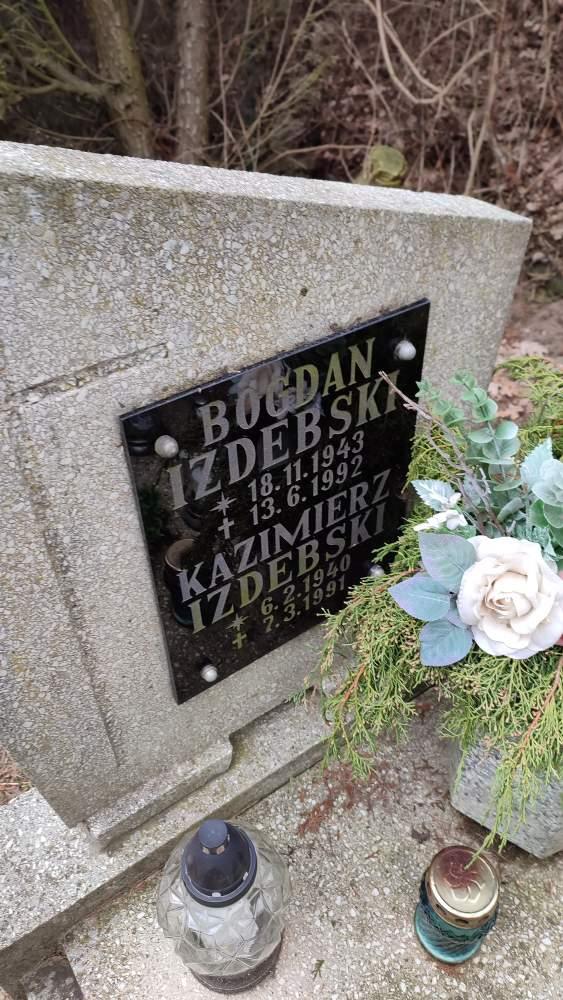 BOGDAN
IZDEBSKI
* 18.11.1943
† 13.6.1992
KAZIMIERZ
IZDEBSKI
* 6.2.1940
† 7.3.1991